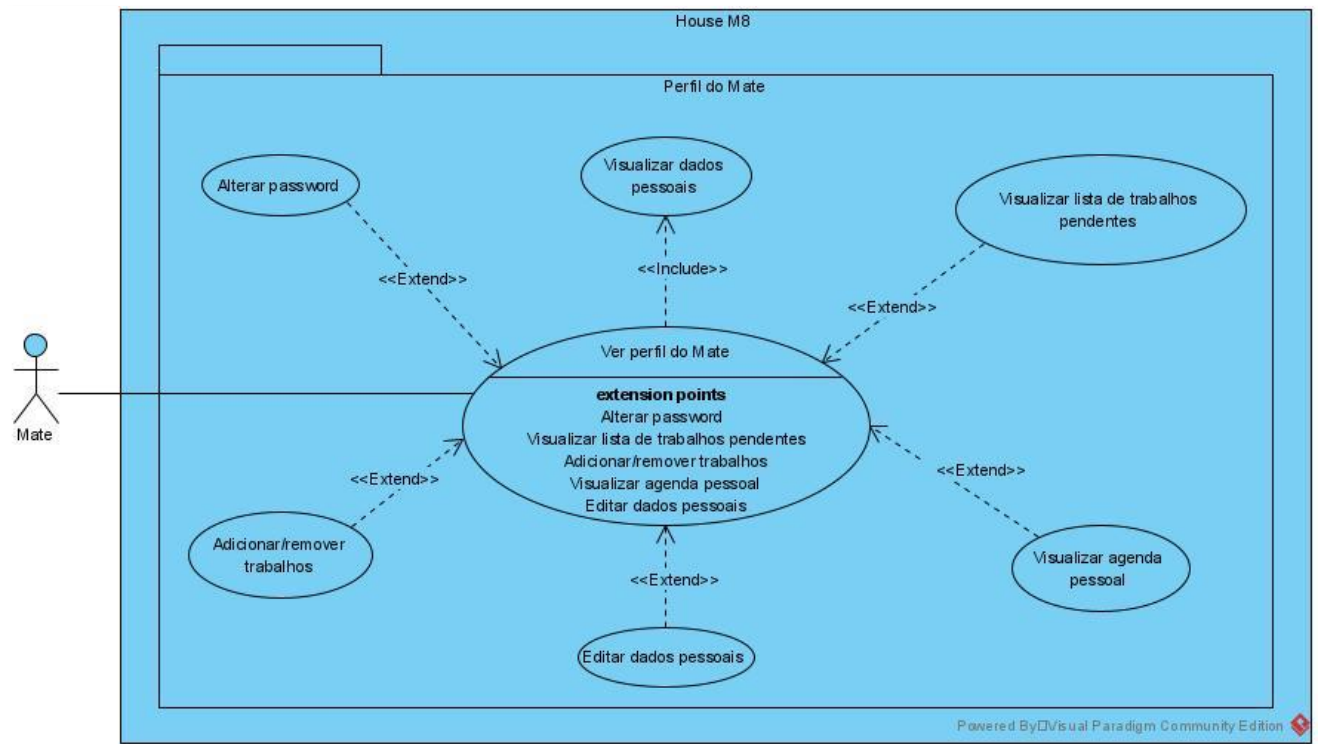 House M8
Perfil do Mate
Visualizar dados
pessoais
Alterar password
Visualizar lista de trabalhos
pendentes
<<Include>>
<<Extend>>
<<Extend>>
Ver perfil do Mate
extension points
Alterar password
Visualizar lista de trabalhos pendentes
Adicionar/remover trabalhos
Visualizar agenda pessoal
Editar dados pessoais
Mate
<<Extend>>
<<Extend>>
Adicionar/remover
trabalhos
Visualizar agenda
pessoal
<<Extend>>
Editar dados pessoais
Powered By□Visual Paradigm Community Edition